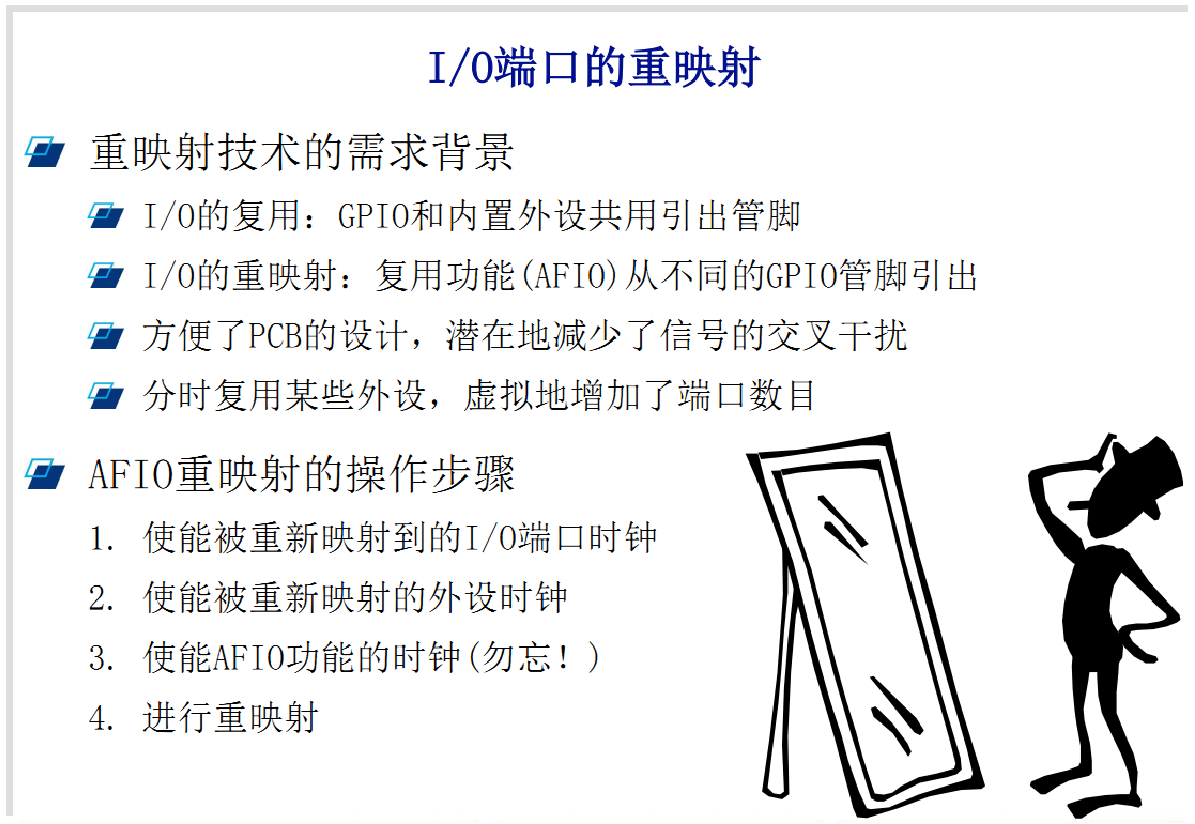 I/O端口的重映射
重映射技术的需求背景
I/O的复用：GPIO和内置外设共用引出管脚
I/O的重映射：复用功能(AFIO)从不同的GPIO管脚引出
方便了PCB的设计，潜在地减少了信号的交叉干扰
分时复用某些外设，虚拟地增加了端口数目
AFIO重映射的操作步骤
1. 使能被重新映射到的I/O端口时钟
2. 使能被重新映射的外设时钟
3. 使能AFIO功能的时钟(勿忘！)
4. 进行重映射